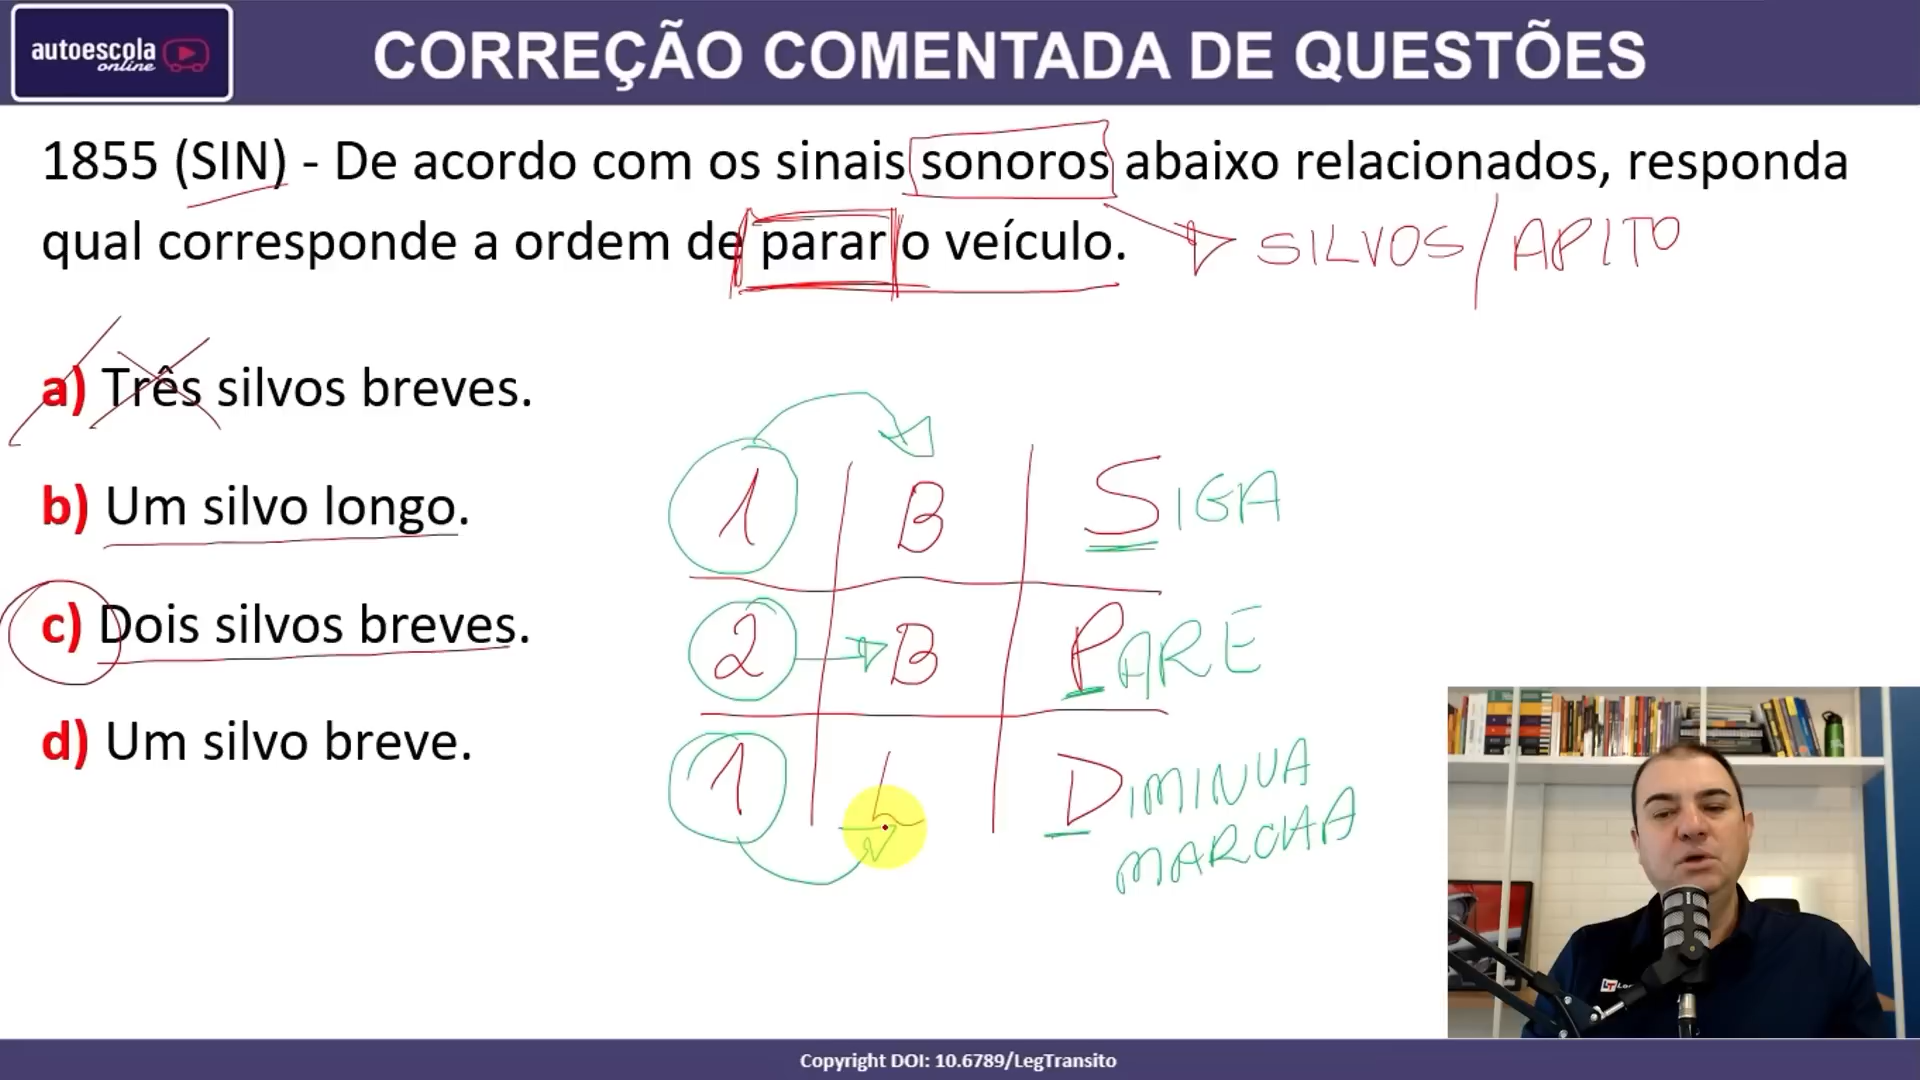 autoescola
online
CORREÇÃO COMENTADA DE QUESTÕES
1855 (SIN) - De acordo com os sinais sonoros abaixo relacionados, responda
qual corresponde a ordem de parar o veículo.
SILVOS/APITO
a) Três silvos breves.
b) Um silvo longo.
c) Dois silvos breves.
d) Um silvo breve.
1 B SIGA
2 B PARE
1 L DIMINUA
MARCHA
Copyright DOI: 10.6789/LegTransito